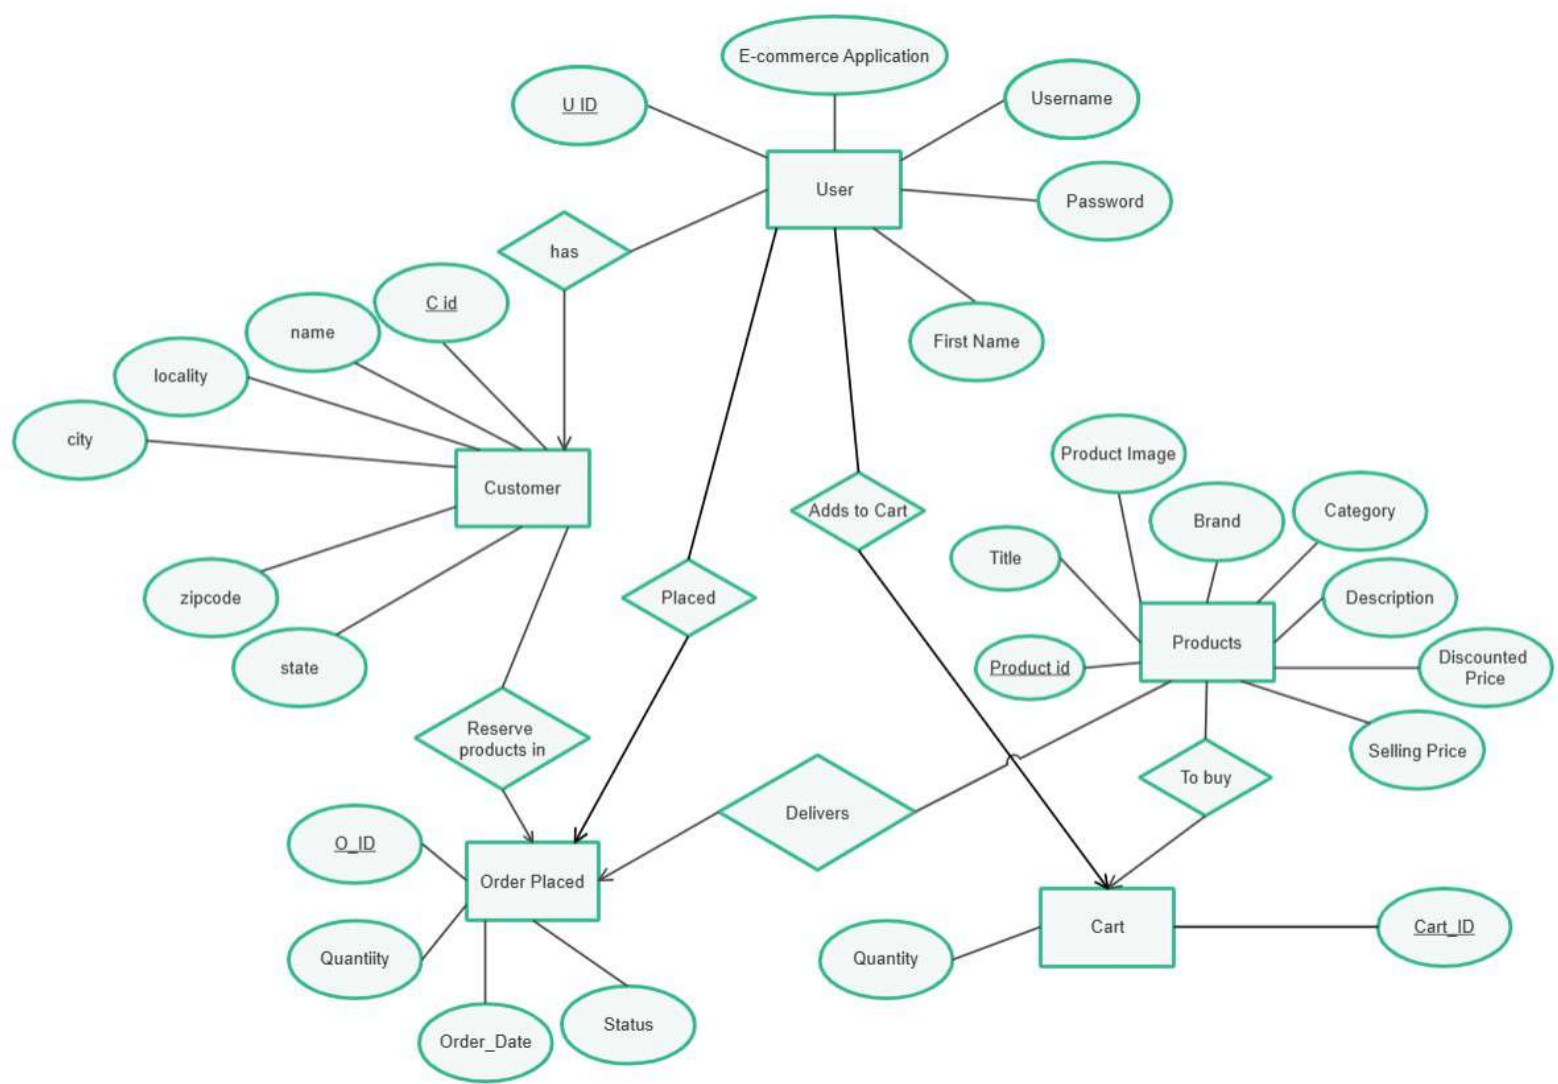 E-commerce Application
U ID
Username
User
Password
has
C id
name
First Name
locality
city
Customer
Product Image
Adds to Cart
Brand
Category
Title
zipcode
Placed
Description
state
Products
Product id
Discounted
Price
Reserve
products in
Selling Price
To buy
Delivers
O_ID
Order Placed
Cart
Cart_ID
Quantiity
Quantity
Order_Date
Status